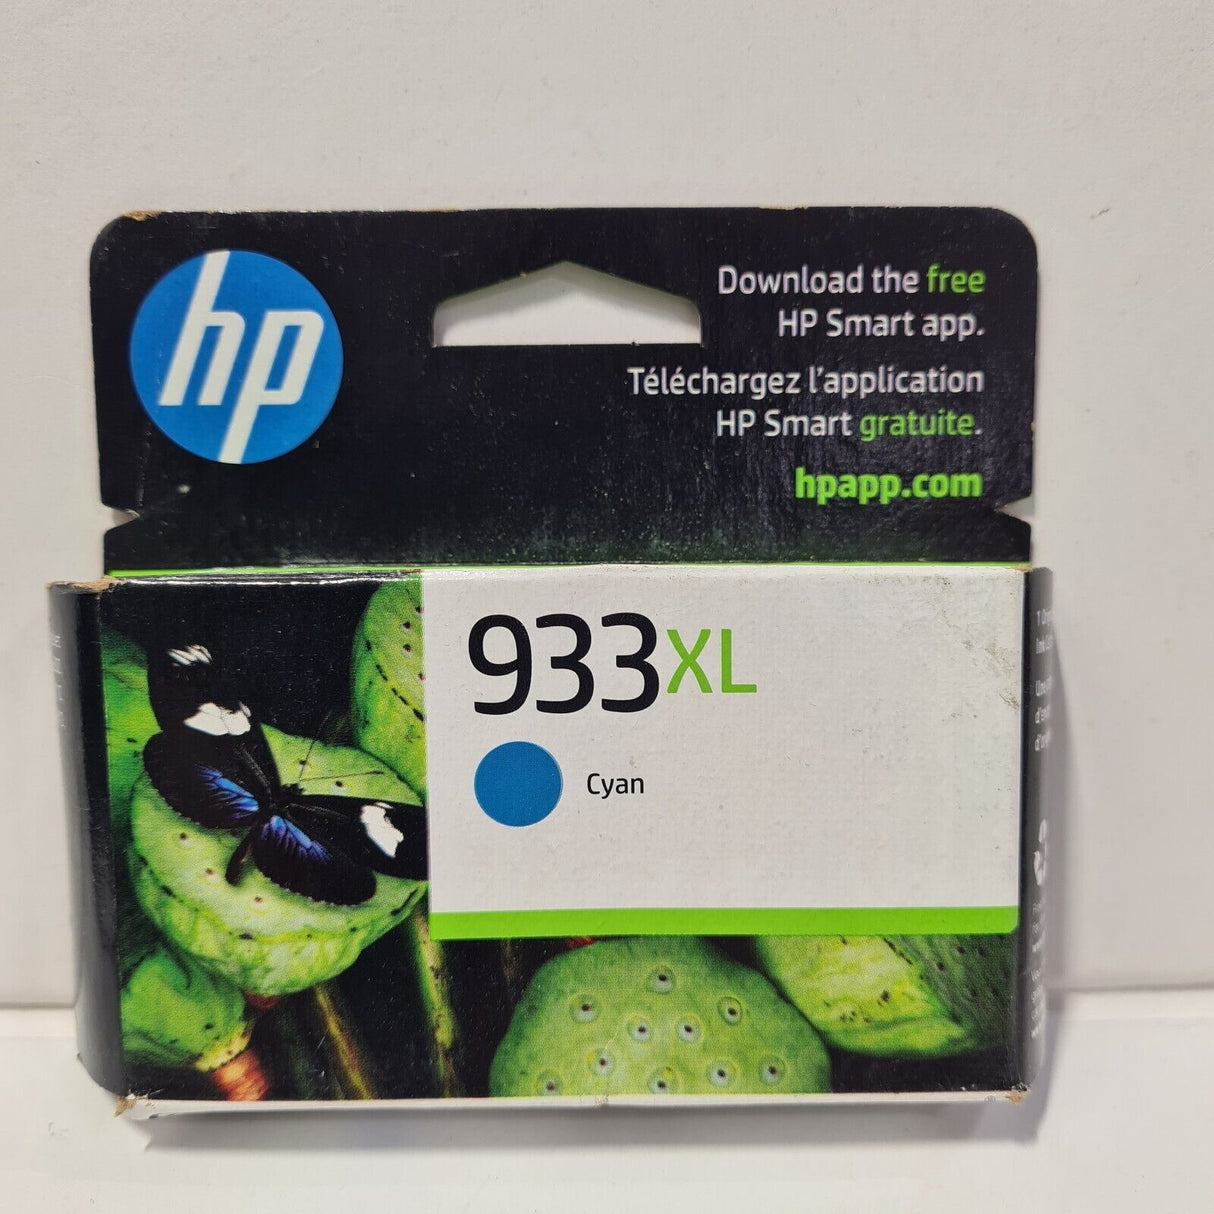 hp
Download the free
HP Smart app.
Téléchargez l'application
HP Smart gratuite.
hpapp.com
933XL
Cyan